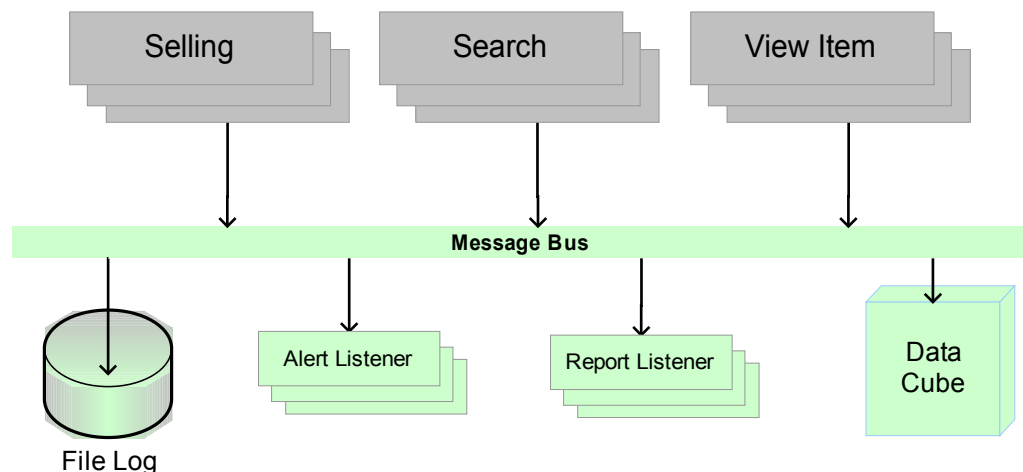 Selling
Search
View Item
Message Bus
File Log
Alert Listener
Report Listener
Data
Cube